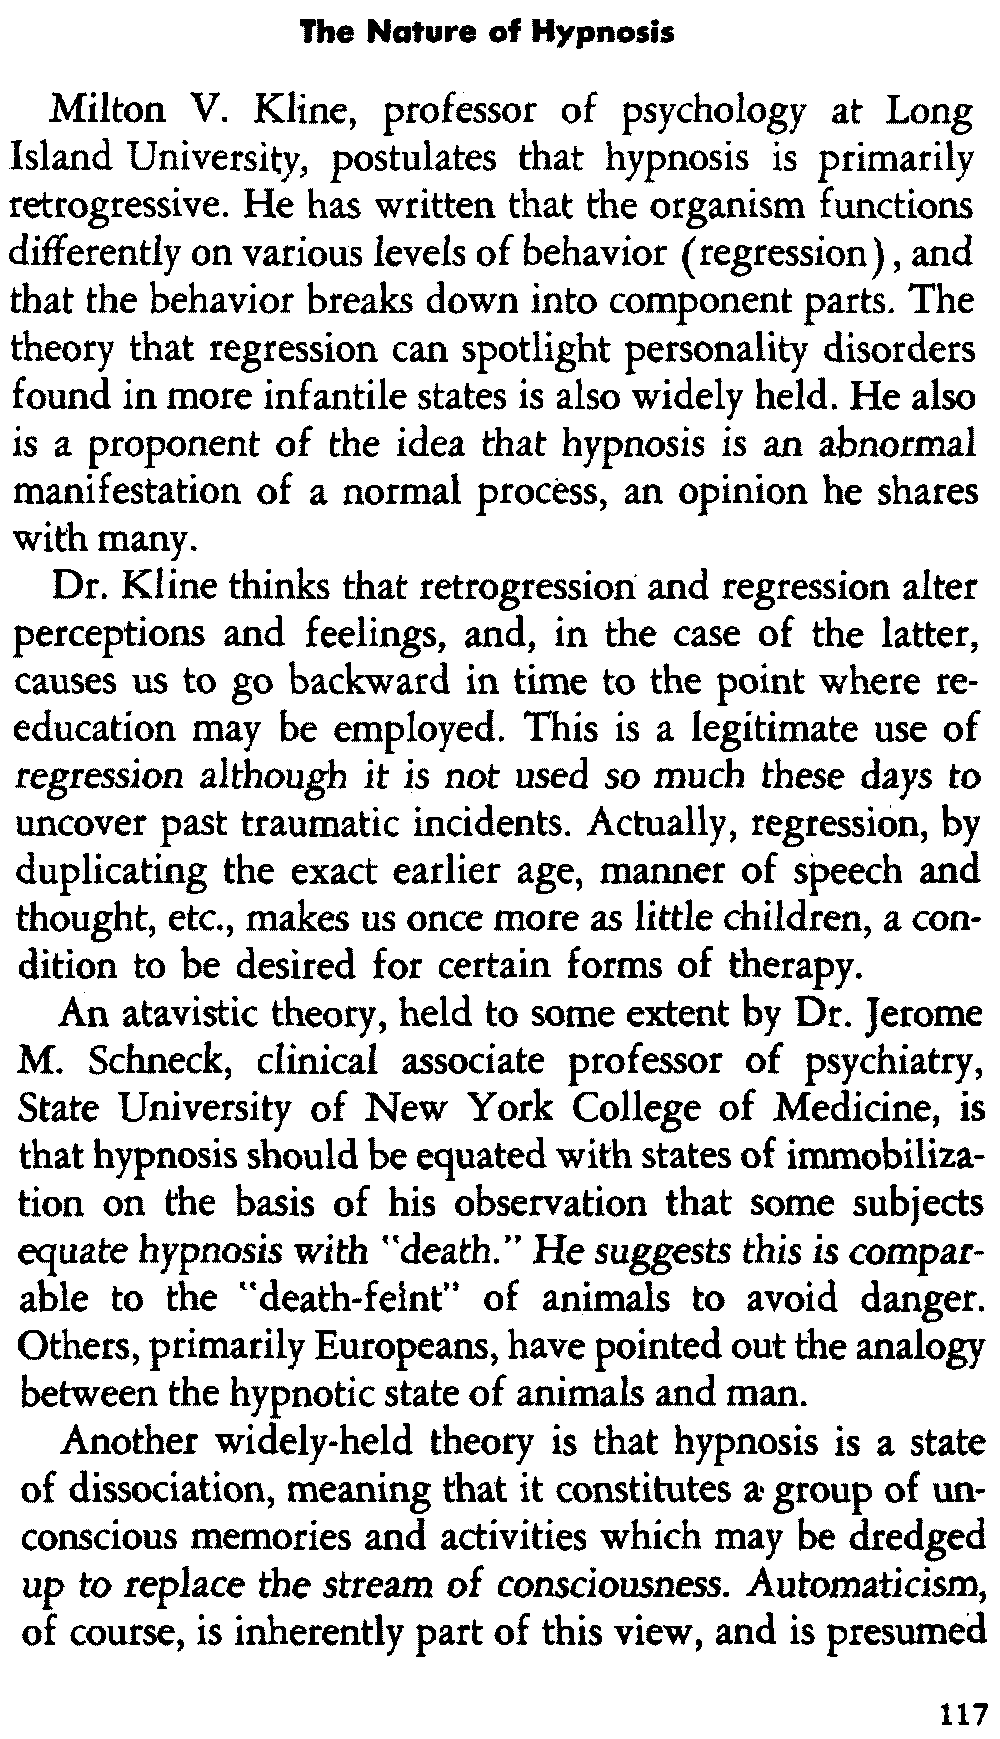 The Nature of Hypnosis
Milton V. Kline, professor of psychology at Long
Island University, postulates that hypnosis is primarily
retrogressive. He has written that the organism functions
differently on various levels of behavior (regression), and
that the behavior breaks down into component parts. The
theory that regression can spotlight personality disorders
found in more infantile states is also widely held. He also
is a proponent of the idea that hypnosis is an abnormal
manifestation of a normal process, an opinion he shares
with many.
Dr. Kline thinks that retrogression and regression alter
perceptions and feelings, and, in the case of the latter,
causes us to go backward in time to the point where re-
education may be employed. This is a legitimate use of
regression although it is not used so much these days to
uncover past traumatic incidents. Actually, regression, by
duplicating the exact earlier age, manner of speech and
thought, etc., makes us once more as little children, a con-
dition to be desired for certain forms of therapy.
An atavistic theory, held to some extent by Dr. Jerome
M. Schneck, clinical associate professor of psychiatry,
State University of New York College of Medicine, is
that hypnosis should be equated with states of immobiliza-
tion on the basis of his observation that some subjects
equate hypnosis with "death." He suggests this is compar-
able to the "death-feint" of animals to avoid danger.
Others, primarily Europeans, have pointed out the analogy
between the hypnotic state of animals and man.
Another widely-held theory is that hypnosis is a state
of dissociation, meaning that it constitutes a group of un-
conscious memories and activities which may be dredged
up to replace the stream of consciousness. Automaticism,
of course, is inherently part of this view, and is presumed
117